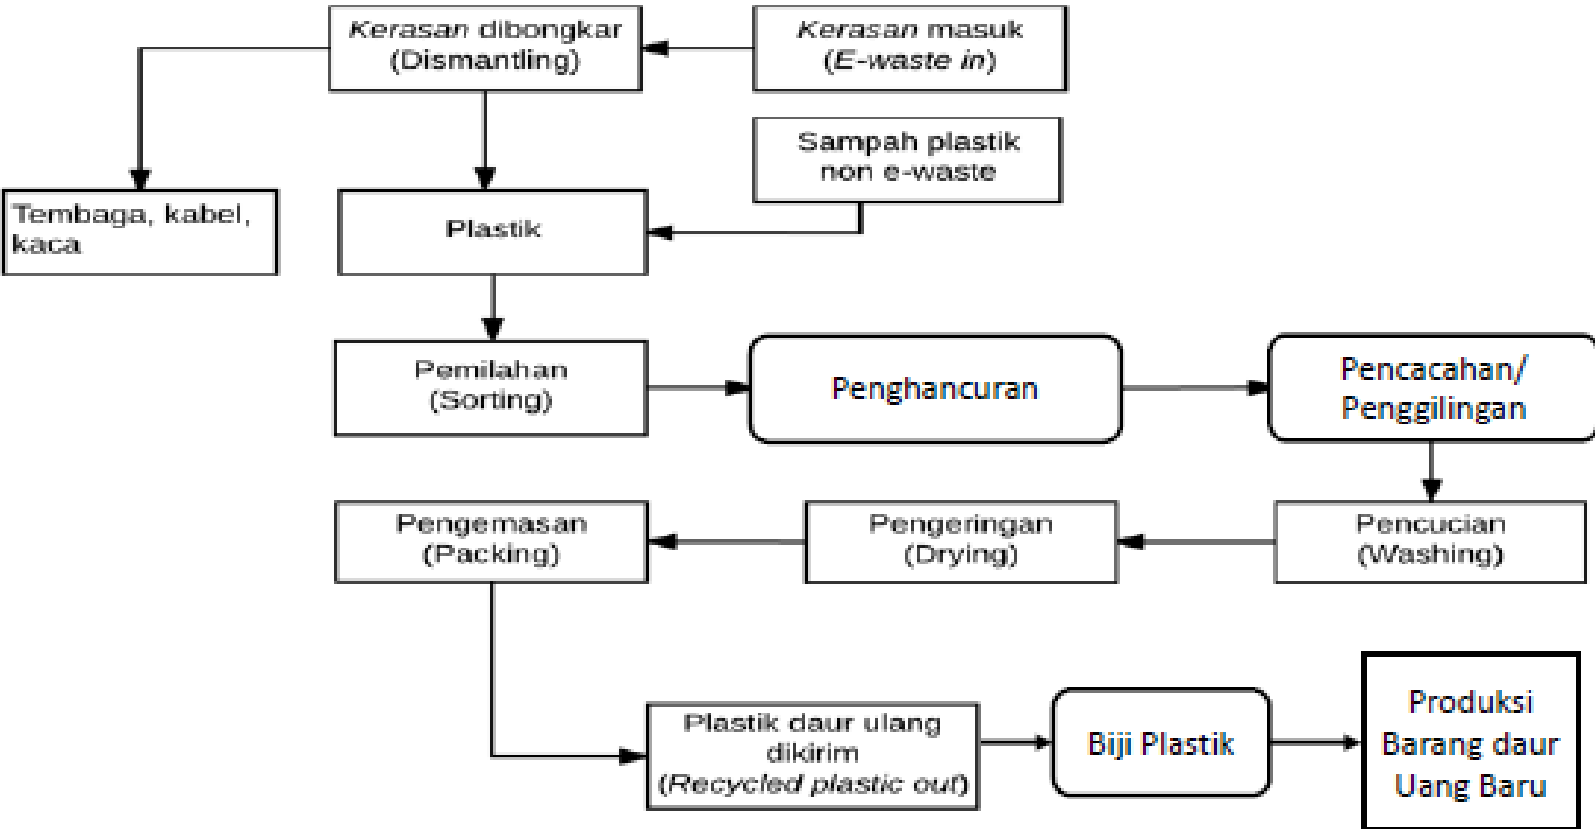 Kerasan dibongkar
(Dismantling)
Kerasan masuk
(E-waste in)
Sampah plastik
non e-waste
Tembaga, kabel,
kaca
Plastik
Pemilahan
(Sorting)
Penghancuran
Pencacahan/
Penggilingan
Pengemasan
(Packing)
Pengeringan
(Drying)
Pencucian
(Washing)
Plastik daur ulang
dikirim
(Recycled plastic out)
Biji Plastik
Produksi
Barang daur
Uang Baru